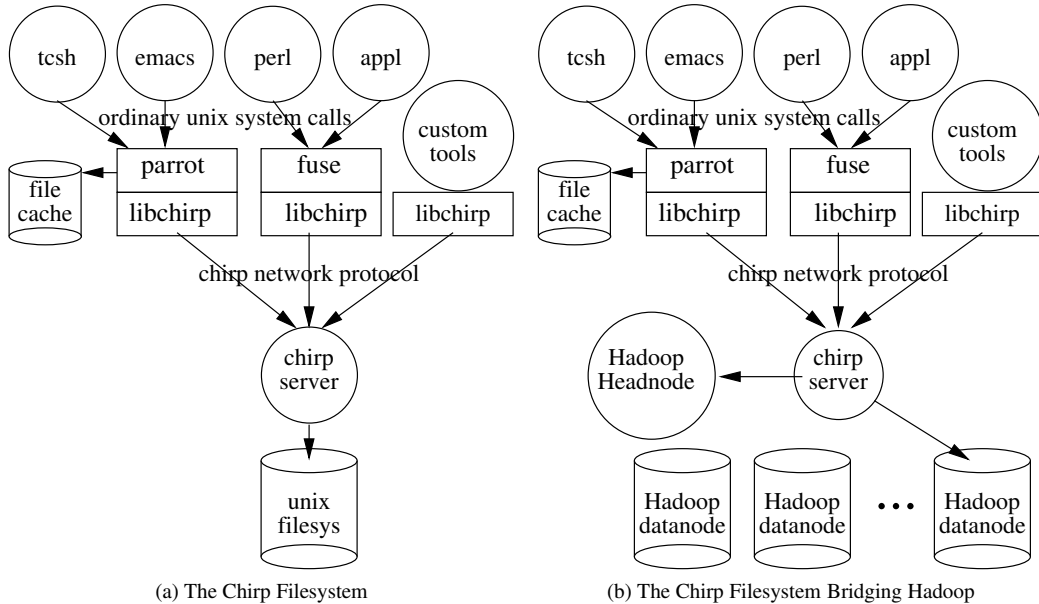 tcsh
emacs
perl
appl
ordinary unix system calls
custom
tools
parrot
fuse
file
cache
libchirp
libchirp
libchirp
chirp network protocol
chirp
server
unix
filesys
(a) The Chirp Filesystem
tcsh
emacs
perl
appl
ordinary unix system calls
custom
tools
parrot
fuse
file
cache
libchirp
libchirp
libchirp
chirp network protocol
Hadoop
Headnode
chirp
server
Hadoop
datanode
Hadoop
datanode
Hadoop
datanode
(b) The Chirp Filesystem Bridging Hadoop